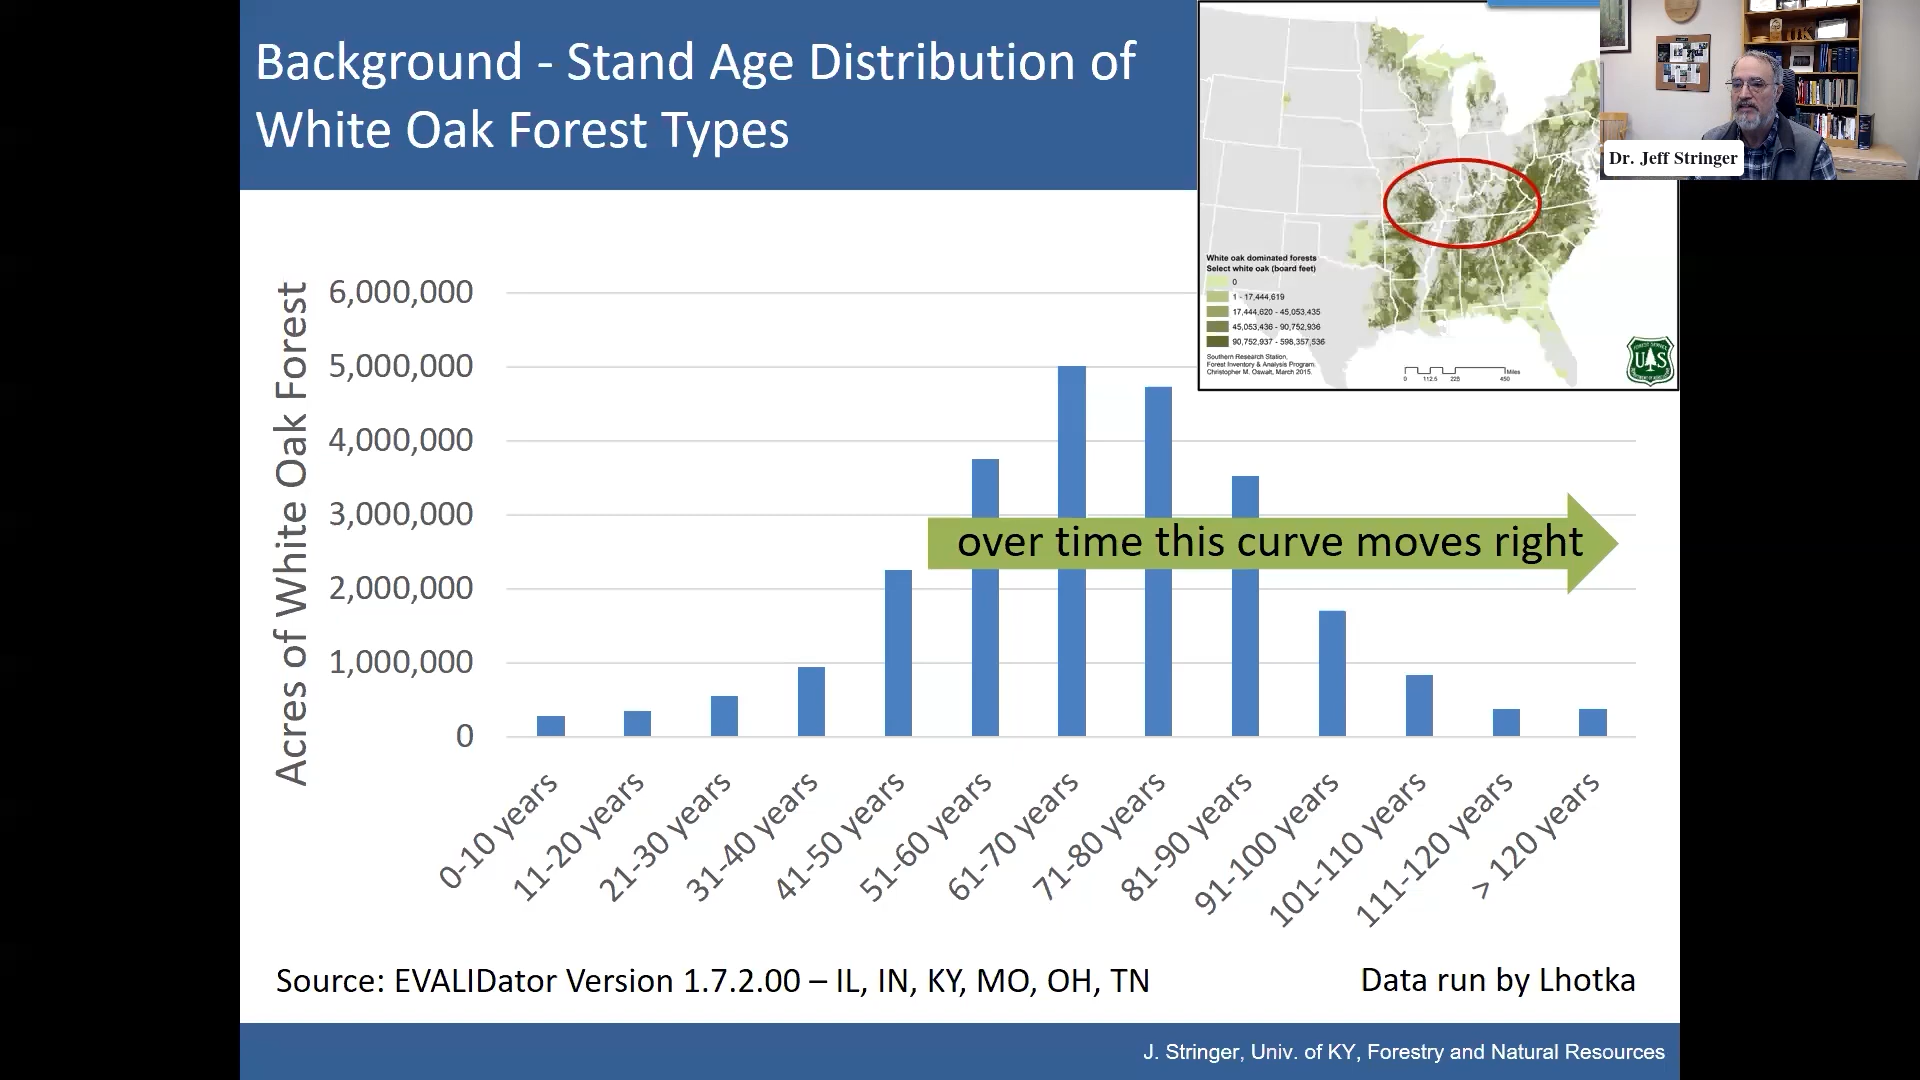 Background - Stand Age Distribution of
White Oak Forest Types
Dr. Jeff Stringer
White oak dominated forests
Select white oak (board feet)
0
1 - 17,444,619
17,444,620 - 45,053,435
45,053,436 - 90,752,936
90,752,937 - 598,357,536
Southern Research Station,
Forest Inventory & Analysis Program.
Christopher M. Oswalt, March 2015.
0 112.5 225 450
Miles
FOREST SERVICE
US
DEPARTMENT OF AGRICULTURE
Acres of White Oak Forest
6,000,000
5,000,000
4,000,000
3,000,000
2,000,000
1,000,000
0
over time this curve moves right
0-10 years
11-20 years
21-30 years
31-40 years
41-50 years
51-60 years
61-70 years
71-80 years
81-90 years
91-100 years
101-110 years
111-120 years
> 120 years
Source: EVALIDator Version 1.7.2.00 – IL, IN, KY, MO, OH, TN
Data run by Lhotka
J. Stringer, Univ. of KY, Forestry and Natural Resources